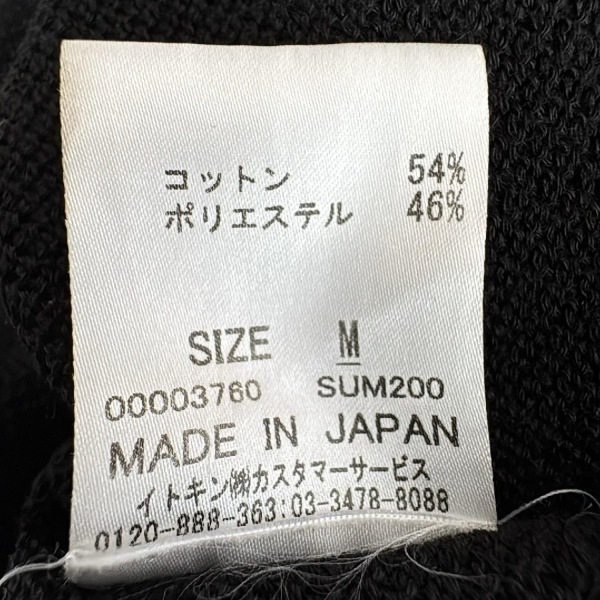 コットン 54%
ポリエステル 46%
SIZE M
00003760 SUM200
MADE IN JAPAN
イトキン㈱カスタマーサービス
0120-888-363:03-3478-8088